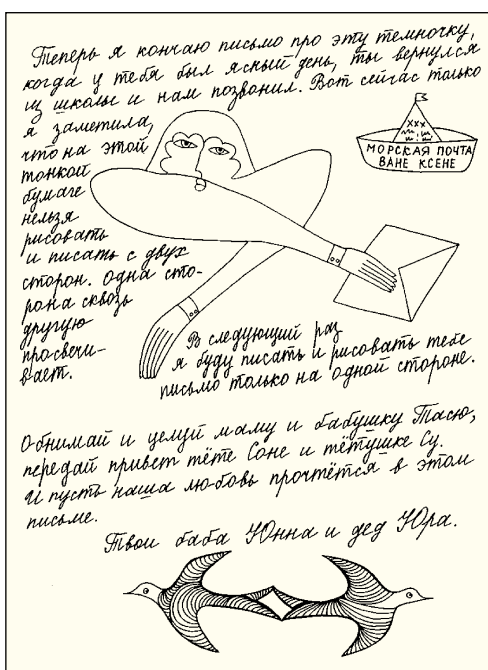 Теперь я кончаю письмо про эту темночку,
когда у тебя был ясный день, ты вернулся
из школы и нам позвонил. Вот сейчас только
я заметила,
что на этой
тонкой
бумаге
нельзя
рисовать
и писать с двух
сторон. Одна сто-
рона сквозь
другую
просвечи-
вает.
ХХХ
МОРСКАЯ ПОЧТА
ВАНЕ КСЕНЕ
В следующий раз
я буду писать и рисовать тебе
письмо только на одной стороне.
Обнимай и целуй маму и бабушку Тасю,
передай привет тёте Соне и тётушке Су.
И пусть наша любовь прочтётся в этом
письме.
Твои баба Юнна и дед Юра.